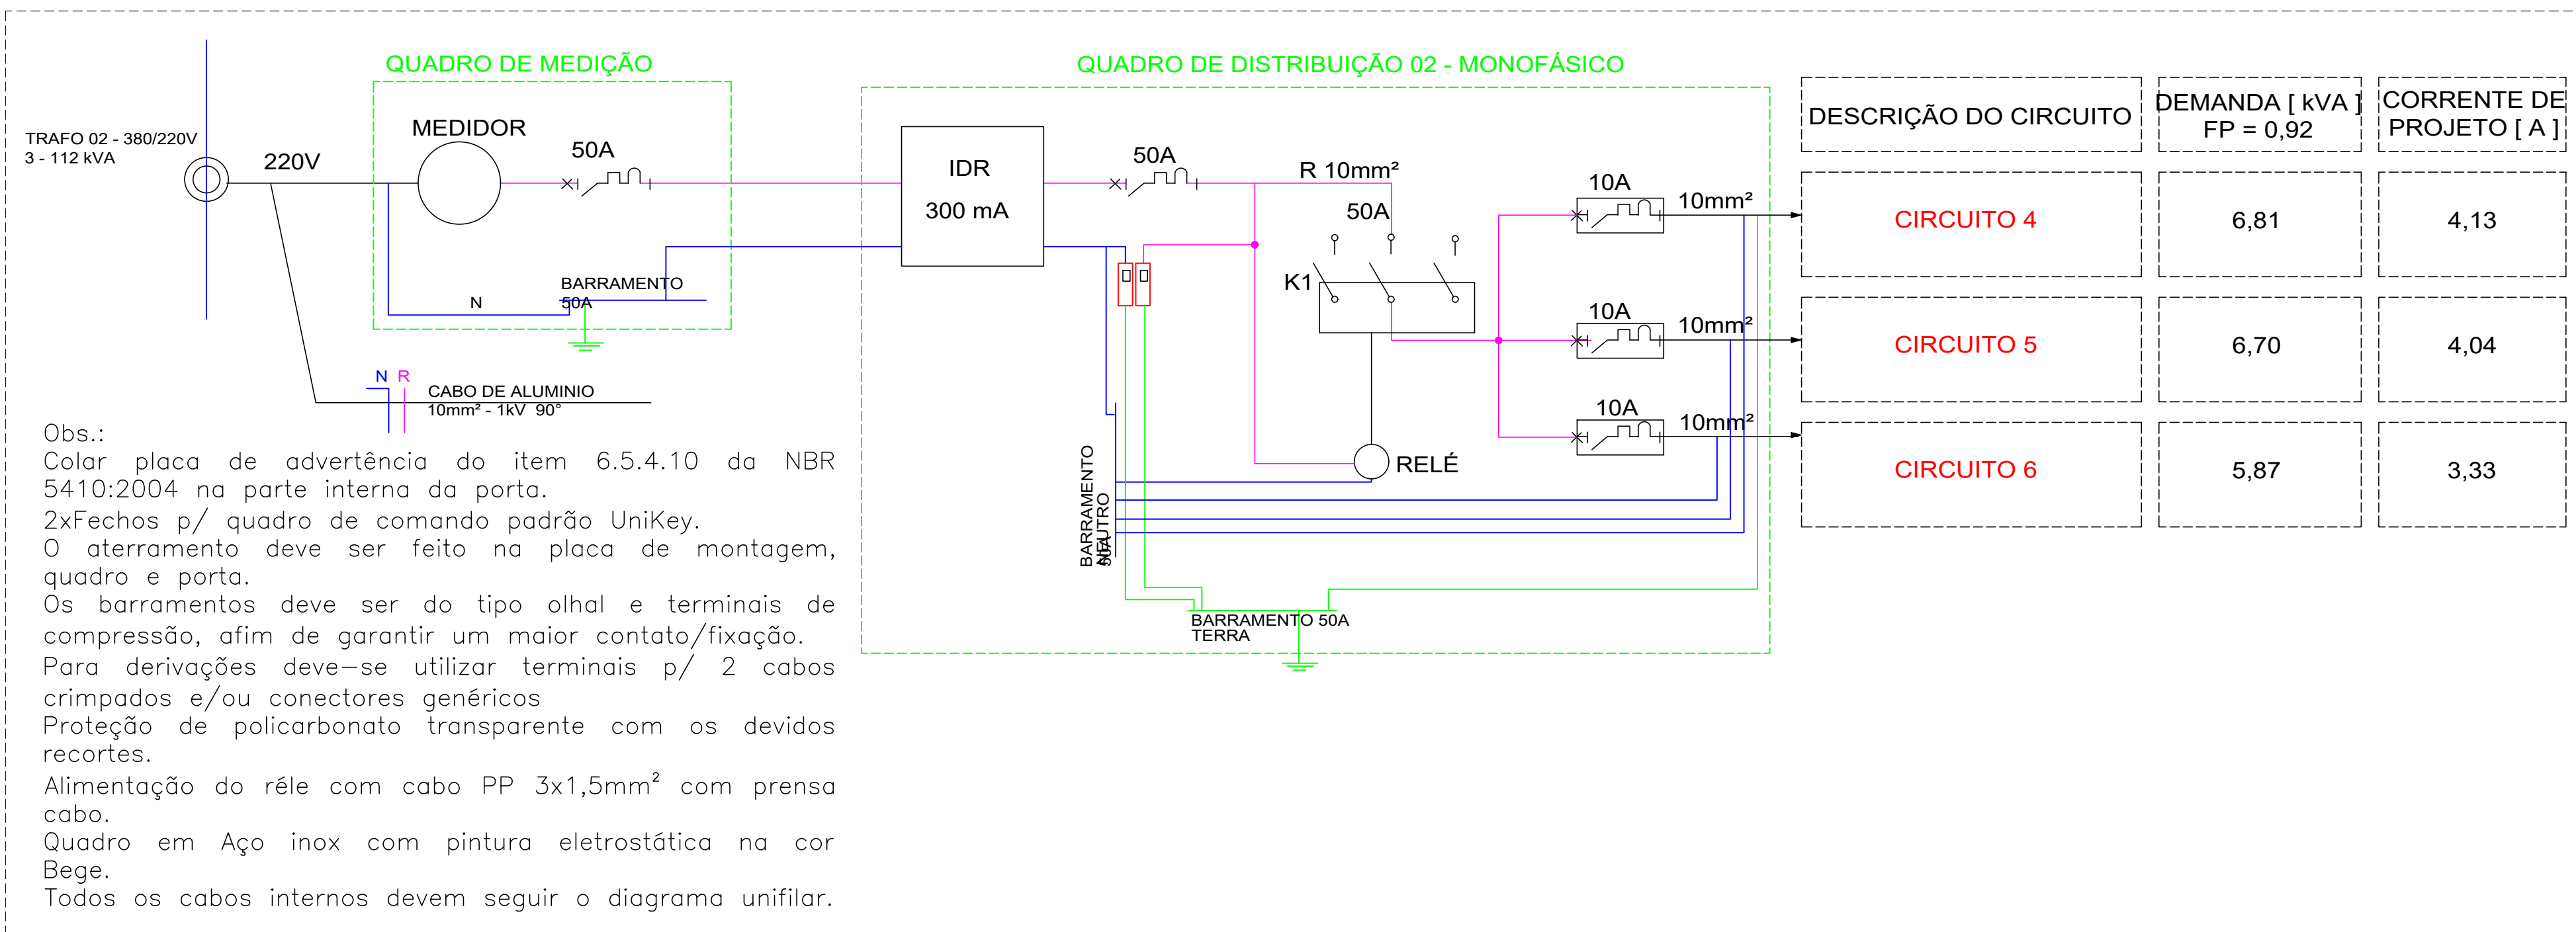 QUADRO DE MEDIÇÃO
QUADRO DE DISTRIBUIÇÃO 02 - MONOFÁSICO
TRAFO 02 - 380/220V
3 - 112 kVA
220V
MEDIDOR
50A
BARRAMENTO
50A
N
N R
CABO DE ALUMINIO
10mm² - 1kV 90°
IDR
300 mA
50A
R 10mm²
50A
K1
RELÉ
10A
10mm²
10A
10mm²
10A
10mm²
BARRAMENTO
NEUTRO
50A
BARRAMENTO 50A
TERRA
DESCRIÇÃO DO CIRCUITO
DEMANDA [ kVA ]
FP = 0,92
CORRENTE DE
PROJETO [ A ]
CIRCUITO 4
6,81
4,13
CIRCUITO 5
6,70
4,04
CIRCUITO 6
5,87
3,33
Obs.:
Colar placa de advertência do item 6.5.4.10 da NBR
5410:2004 na parte interna da porta.
2xFechos p/ quadro de comando padrão UniKey.
O aterramento deve ser feito na placa de montagem,
quadro e porta.
Os barramentos deve ser do tipo olhal e terminais de
compressão, afim de garantir um maior contato/fixação.
Para derivações deve-se utilizar terminais p/ 2 cabos
crimpados e/ou conectores genéricos
Proteção de policarbonato transparente com os devidos
recortes.
Alimentação do réle com cabo PP 3x1,5mm² com prensa
cabo.
Quadro em Aço inox com pintura eletrostática na cor
Bege.
Todos os cabos internos devem seguir o diagrama unifilar.